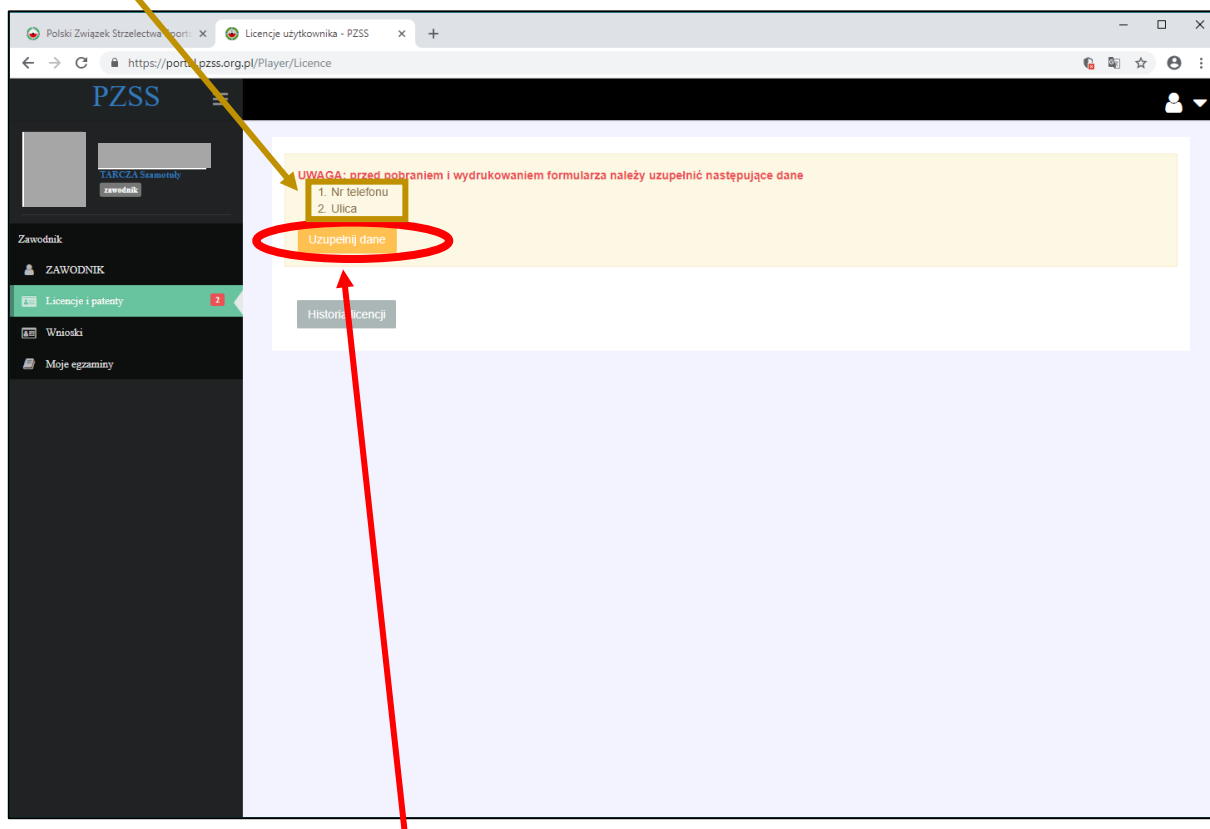 Polski Związek Strzelectwa Sport
Licencje użytkownika - PZSS
https://portal.pzss.org.pl/Player/Licence
PZSS
TARCZA Szamotuły
zawodnik
UWAGA: przed pobraniem i wydrukowaniem formularza należy uzupełnić następujące dane
1. Nr telefonu
2. Ulica
Uzupełnij dane
Zawodnik
ZAWODNIK
Licencje i patenty
2
Historia licencji
Wnioski
Moje egzaminy